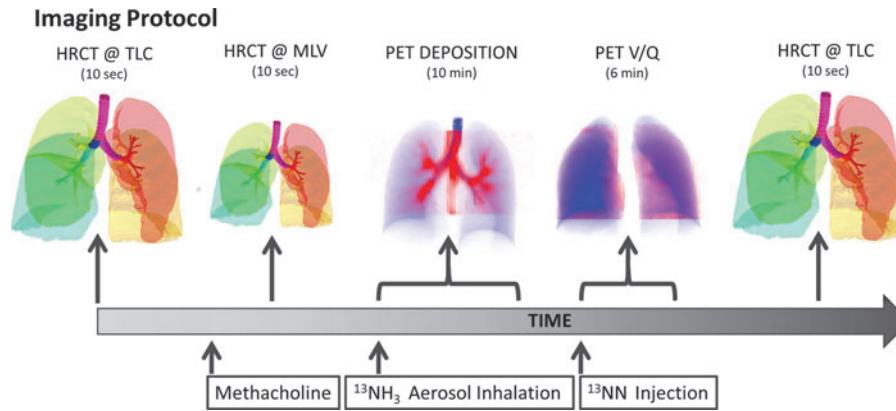 Imaging Protocol
HRCT @ TLC
(10 sec)
HRCT @ MLV
(10 sec)
PET DEPOSITION
(10 min)
PET V/Q
(6 min)
HRCT @ TLC
(10 sec)
TIME
Methacholine
¹³NH₃ Aerosol Inhalation
¹³NN Injection